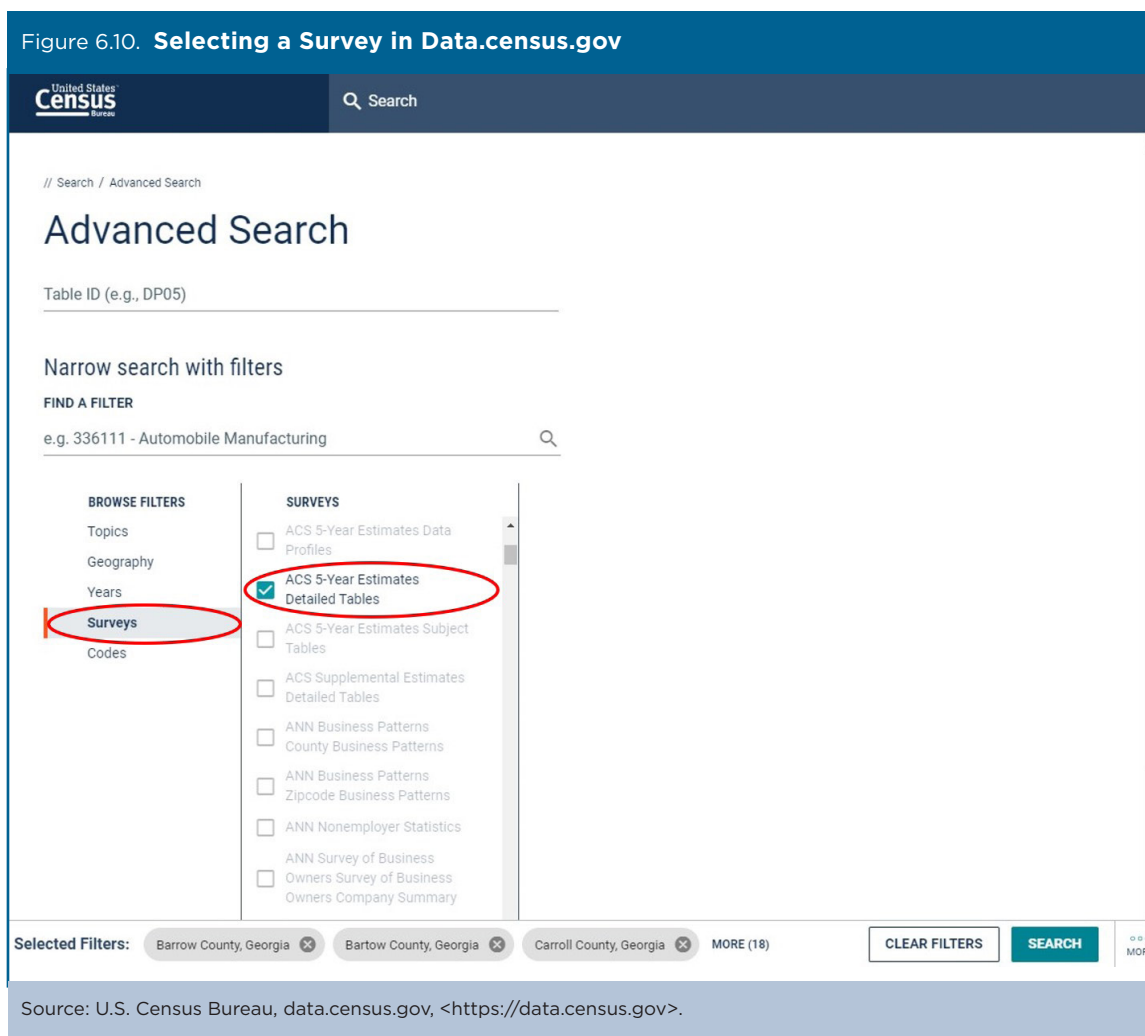 Figure 6.10. Selecting a Survey in Data.census.gov
United States
Census
Bureau
Search
// Search / Advanced Search
Advanced Search
Table ID (e.g., DP05)
Narrow search with filters
FIND A FILTER
e.g. 336111 - Automobile Manufacturing
BROWSE FILTERS
Topics
Geography
Years
Surveys
Codes
SURVEYS
ACS 5-Year Estimates Data
Profiles
ACS 5-Year Estimates
Detailed Tables
ACS 5-Year Estimates Subject
Tables
ACS Supplemental Estimates
Detailed Tables
ANN Business Patterns
County Business Patterns
ANN Business Patterns
Zipcode Business Patterns
ANN Nonemployer Statistics
ANN Survey of Business
Owners Survey of Business
Owners Company Summary
Selected Filters: Barrow County, Georgia Bartow County, Georgia Carroll County, Georgia MORE (18) CLEAR FILTERS SEARCH
Source: U.S. Census Bureau, data.census.gov, <https://data.census.gov>.